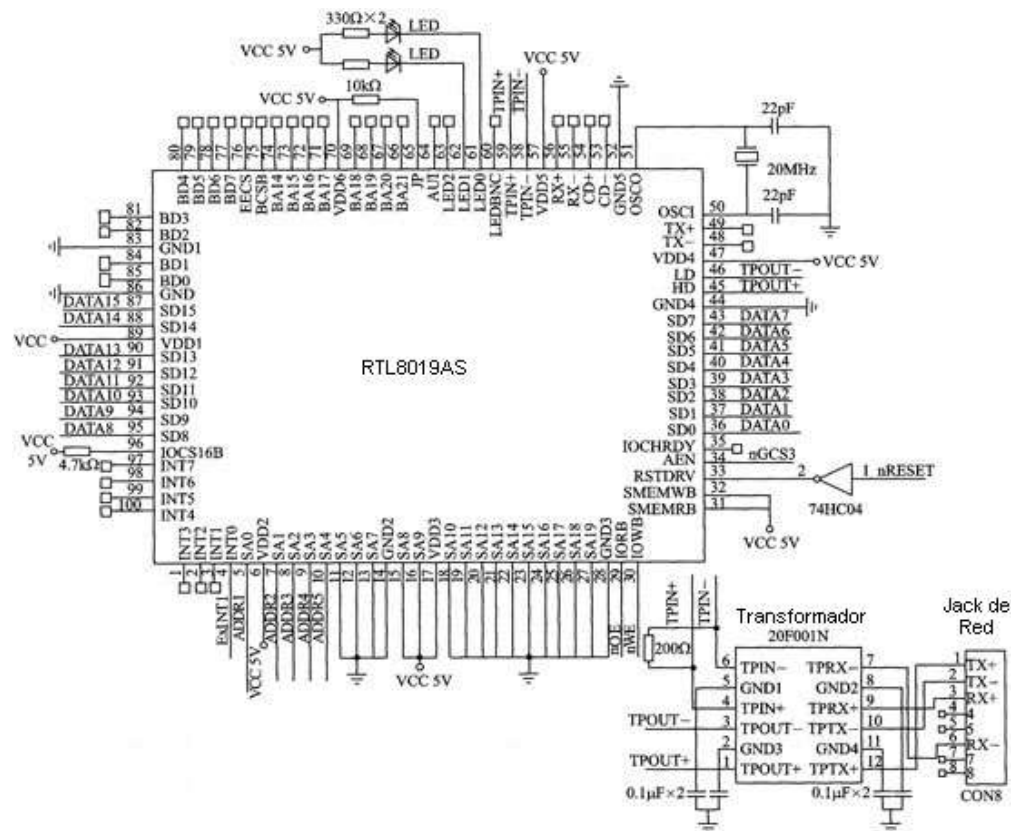 330Ω×2
LED
VCC 5V
LED
10kΩ
VCC 5V
TPIN+
TPIN−
VCC 5V
22pF
20MHz
22pF
80 79 78 77 76 75 74 73 72 71 70 69 68 67 66 65 64 63 62 61 60 59 58 57 56 55 54 53 52 51
BD4
BD5
BD6
BD7
EECS
BCSB
BA14
BA15
BA16
BA17
VDD6
BA18
BA19
BA20
BA21
JP
AUI
LED2
LED1
LED0
LEDBNC
TPIN+
TPIN−
VDD5
RX+
RX−
CD+
CD−
GND5
OSCO
81 BD3
82 BD2
83 GND1
84 BD1
85 BD0
86 GND
DATA15 87 SD15
DATA14 88 SD14
VCC 89 VDD1
DATA13 90 SD13
DATA12 91 SD12
DATA11 92 SD11
DATA10 93 SD10
DATA9 94 SD9
DATA8 95 SD8
VCC 5V
4.7kΩ
96 IOCS16B
97 INT7
98 INT6
99 INT5
100 INT4
RTL8019AS
OSCI 50
TX+ 49
TX− 48
VDD4 47 VCC 5V
LD 46 TPOUT−
HD 45 TPOUT+
GND4 44
SD7 43 DATA7
SD6 42 DATA6
SD5 41 DATA5
SD4 40 DATA4
SD3 39 DATA3
SD2 38 DATA2
SD1 37 DATA1
SD0 36 DATA0
IOCHRDY 35
AEN 34 nGCS3
RSTDRV 33 2 1 nRESET
74HC04
SMEMWB 32
SMEMRB 31
VCC 5V
INT3
INT2
INT1
INT0
SA0
VDD2
SA1
SA2
SA3
SA4
SA5
SA6
SA7
GND2
SA8
SA9
VDD3
SA10
SA11
SA12
SA13
SA14
SA15
SA16
SA17
SA18
SA19
GND3
IORB
IOWB
1 2 3 4 5 6 7 8 9 10 11 12 13 14 15 16 17 18 19 20 21 22 23 24 25 26 27 28 29 30
ExINT1
ADDR1
VCC 5V
ADDR2
ADDR3
ADDR4
ADDR5
VCC 5V
nOE
nWE
TPIN+
TPIN−
200Ω
Transformador
20F001N
6 TPIN− TPRX− 7
5 GND1 GND2 8
4 TPIN+ TPRX+ 9
TPOUT− 3 TPOUT− TPTX− 10
2 GND3 GND4 11
TPOUT+ 1 TPOUT+ TPTX+ 12
0.1μF×2
0.1μF×2
Jack de
Red
1 TX+
2 TX−
3 RX+
4 4
5 5
6 RX−
7 7
8 8
CON8